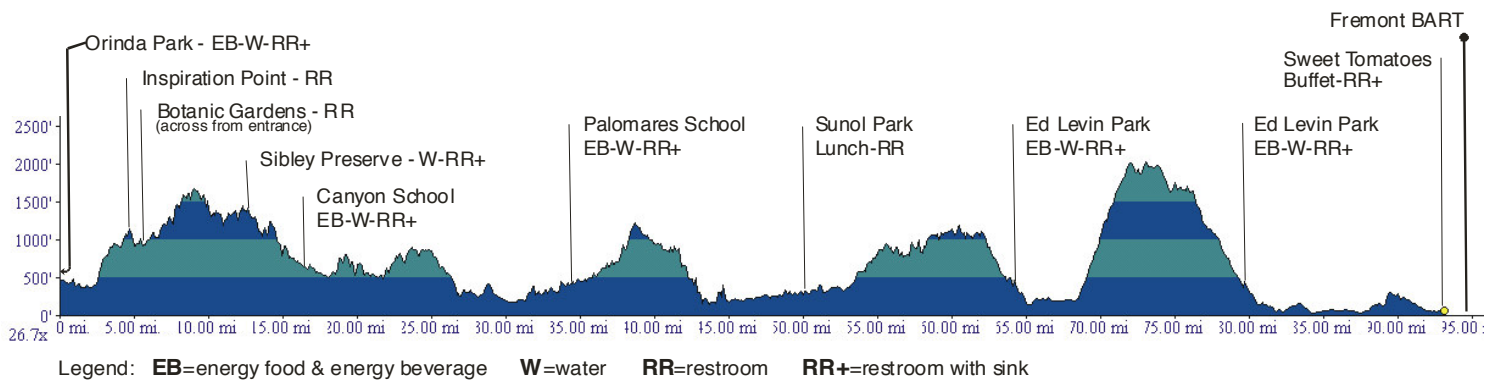 Fremont BART
Orinda Park - EB-W-RR+
Sweet Tomatoes
Buffet-RR+
Inspiration Point - RR
Botanic Gardens - RR
(across from entrance)
Palomares School
EB-W-RR+
Sunol Park
Lunch-RR
Ed Levin Park
EB-W-RR+
Ed Levin Park
EB-W-RR+
Sibley Preserve - W-RR+
Canyon School
EB-W-RR+
2500'
2000'
1500'
1000'
500'
0'
26.7x
0 mi. 5.00 mi 10.00 mi 15.00 mi 20.00 mi 25.00 mi 30.00 mi 35.00 mi 40.00 mi 45.00 mi 50.00 mi 55.00 mi 60.00 mi 65.00 mi 70.00 mi 75.00 mi 80.00 mi 85.00 mi 90.00 mi 95.00
Legend: EB=energy food & energy beverage W=water RR=restroom RR+=restroom with sink